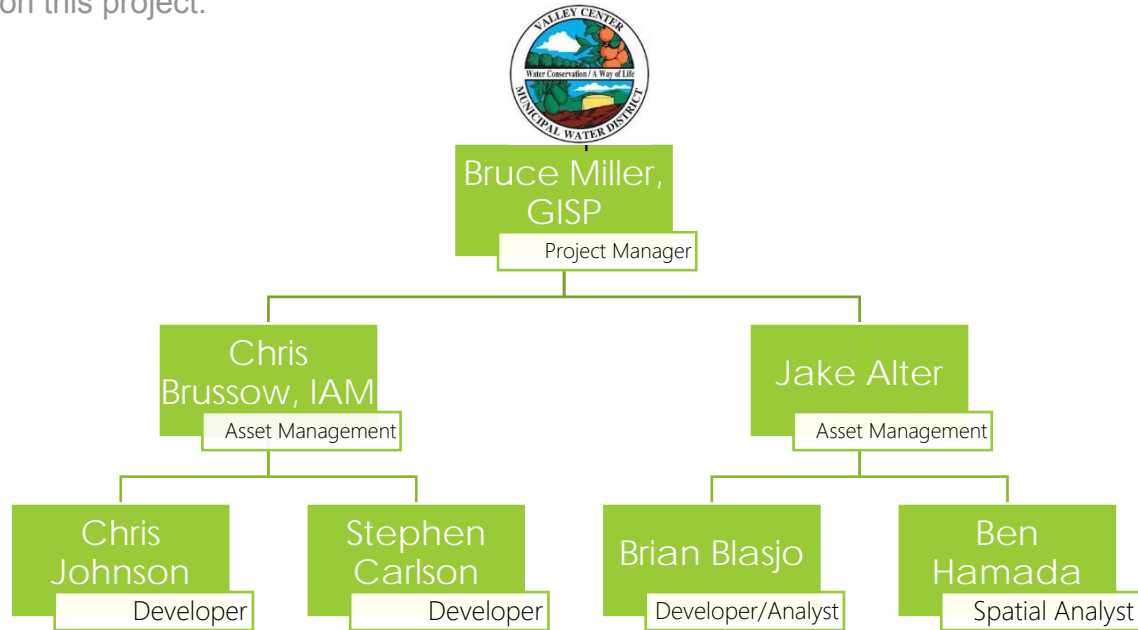 on this project.
VALLEY CENTER
Water Conservation / A Way of Life
MUNICIPAL WATER DISTRICT
Bruce Miller,
GISP
Project Manager
Chris
Brussow, IAM
Asset Management
Jake Alter
Asset Management
Chris
Johnson
Developer
Stephen
Carlson
Developer
Brian Blasjo
Developer/Analyst
Ben
Hamada
Spatial Analyst